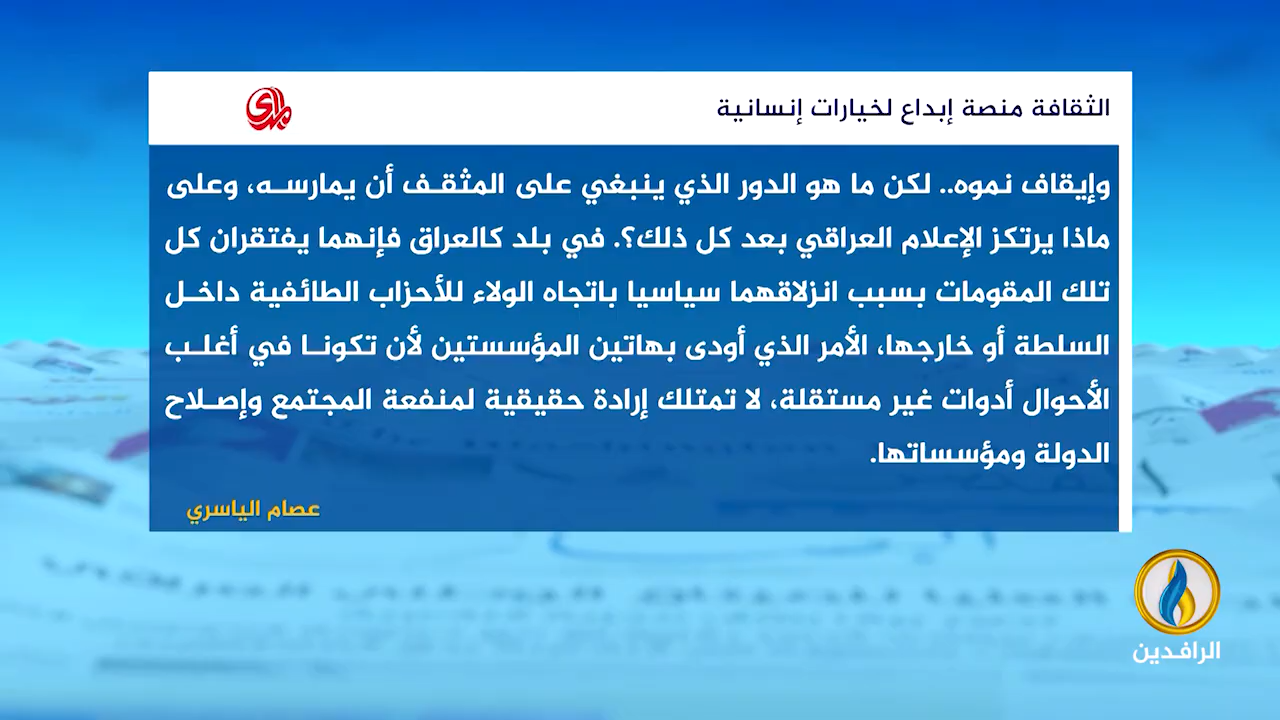 الثقافة منصة إبداع لخيارات إنسانية
المدى
وإيقاف نموه.. لكن ما هو الدور الذي ينبغي على المثقف أن يمارسه، وعلى
ماذا يرتكز الإعلام العراقي بعد كل ذلك؟. في بلد كالعراق فإنهما يفتقران كل
تلك المقومات بسبب انزلاقهما سياسيا باتجاه الولاء للأحزاب الطائفية داخل
السلطة أو خارجها، الأمر الذي أودى بهاتين المؤسستين لأن تكونا في أغلب
الأحوال أدوات غير مستقلة، لا تمتلك إرادة حقيقية لمنفعة المجتمع وإصلاح
الدولة ومؤسساتها.
عصام الياسري
الرافدين